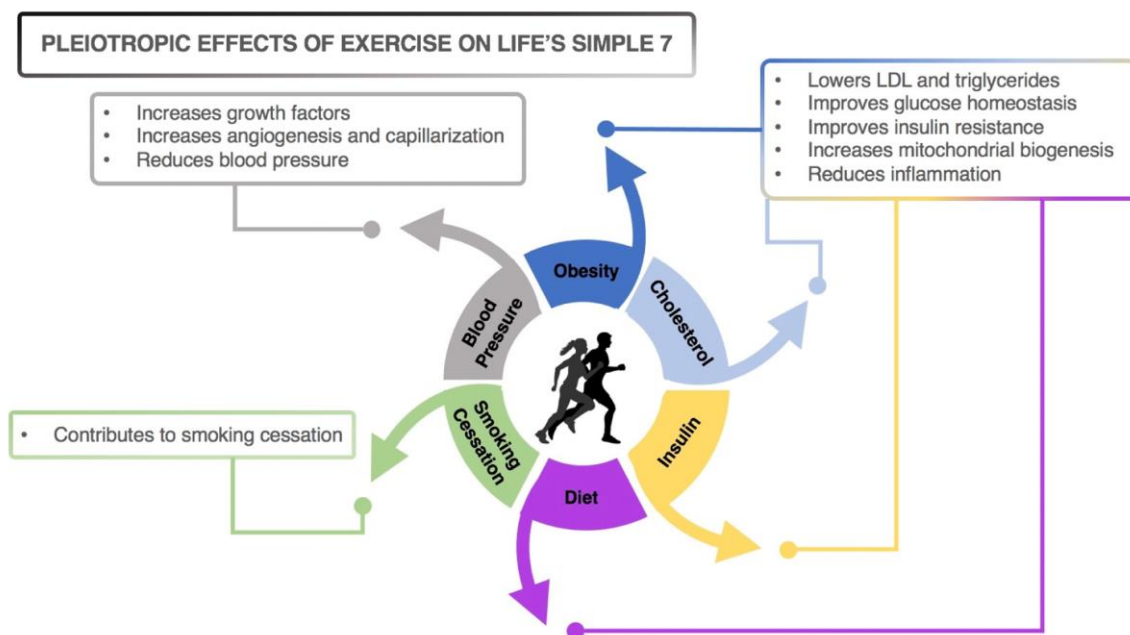 PLEIOTROPIC EFFECTS OF EXERCISE ON LIFE'S SIMPLE 7
• Increases growth factors
• Increases angiogenesis and capillarization
• Reduces blood pressure
• Lowers LDL and triglycerides
• Improves glucose homeostasis
• Improves insulin resistance
• Increases mitochondrial biogenesis
• Reduces inflammation
Obesity
Cholesterol
Blood
Pressure
Smoking
Cessation
Insulin
Diet
• Contributes to smoking cessation